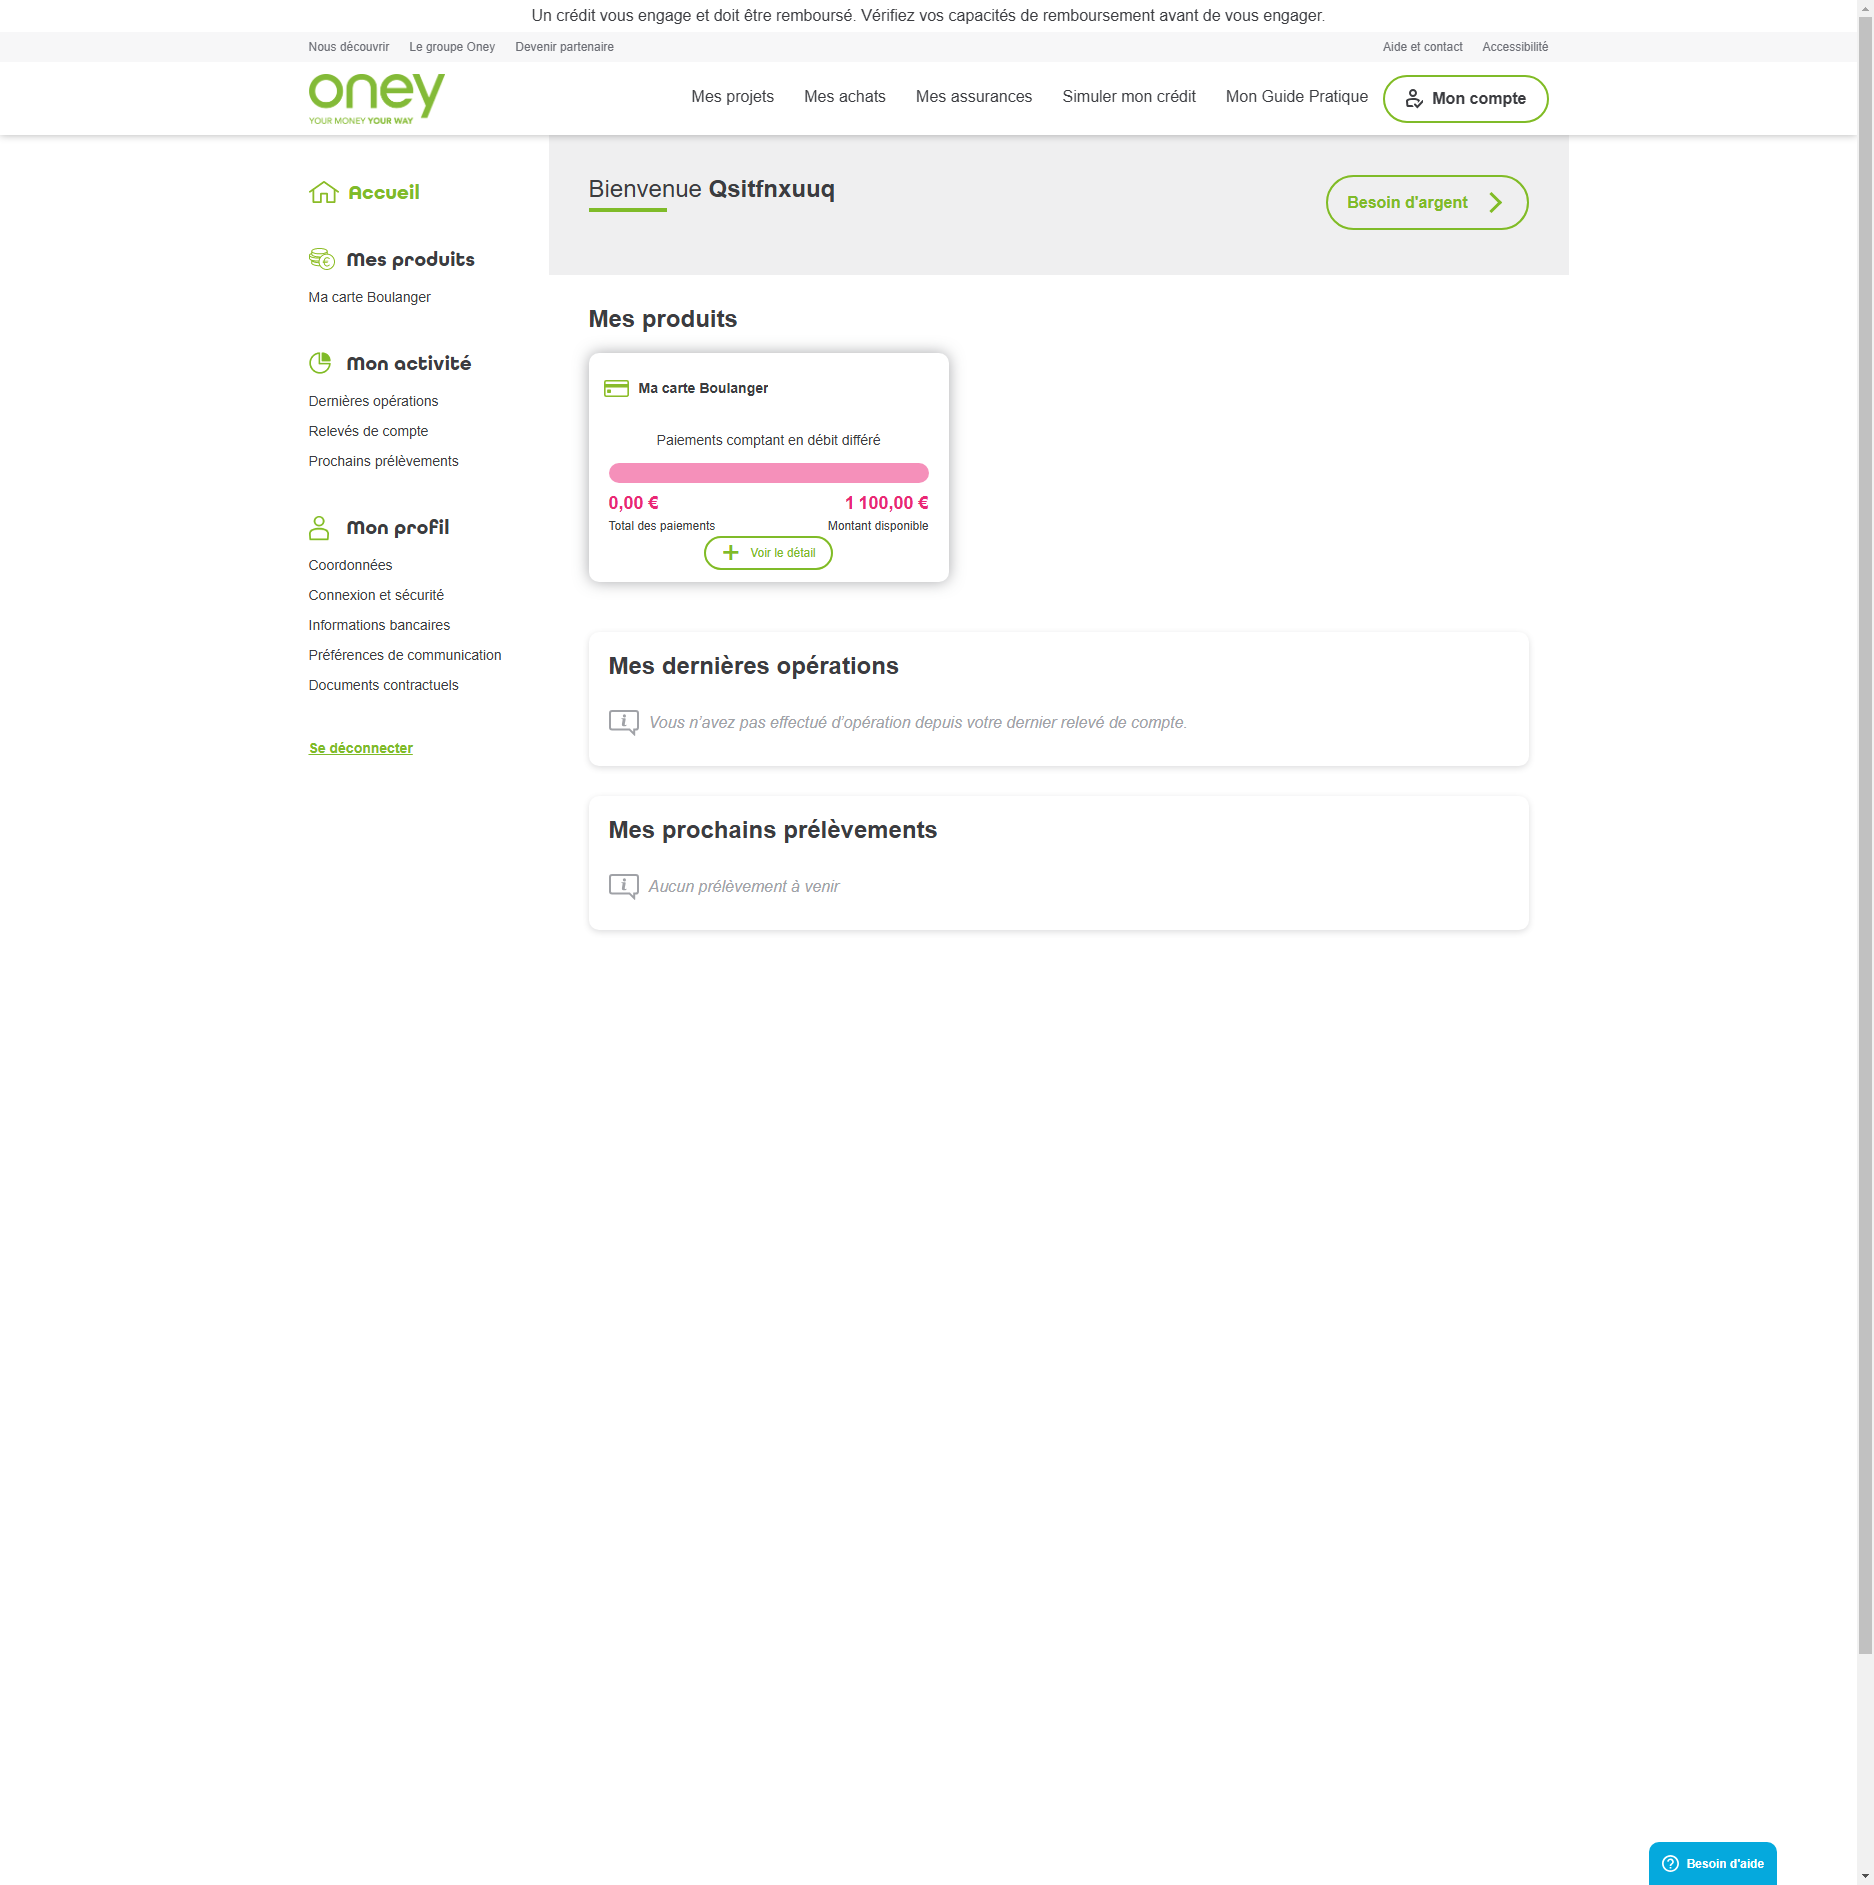 Un crédit vous engage et doit être remboursé. Vérifiez vos capacités de remboursement avant de vous engager.
Nous découvrir Le groupe Oney Devenir partenaire Aide et contact Accessibilité
oney
YOUR MONEY YOUR WAY
Mes projets Mes achats Mes assurances Simuler mon crédit Mon Guide Pratique Mon compte
Accueil
Mes produits
Ma carte Boulanger
Mon activité
Dernières opérations
Relevés de compte
Prochains prélèvements
Mon profil
Coordonnées
Connexion et sécurité
Informations bancaires
Préférences de communication
Documents contractuels
Se déconnecter
Bienvenue Qsitfnxuuq
Besoin d'argent
Mes produits
Ma carte Boulanger
Paiements comptant en débit différé
0,00 € 1 100,00 €
Total des paiements Montant disponible
Voir le détail
Mes dernières opérations
Vous n’avez pas effectué d’opération depuis votre dernier relevé de compte.
Mes prochains prélèvements
Aucun prélèvement à venir
Besoin d'aide